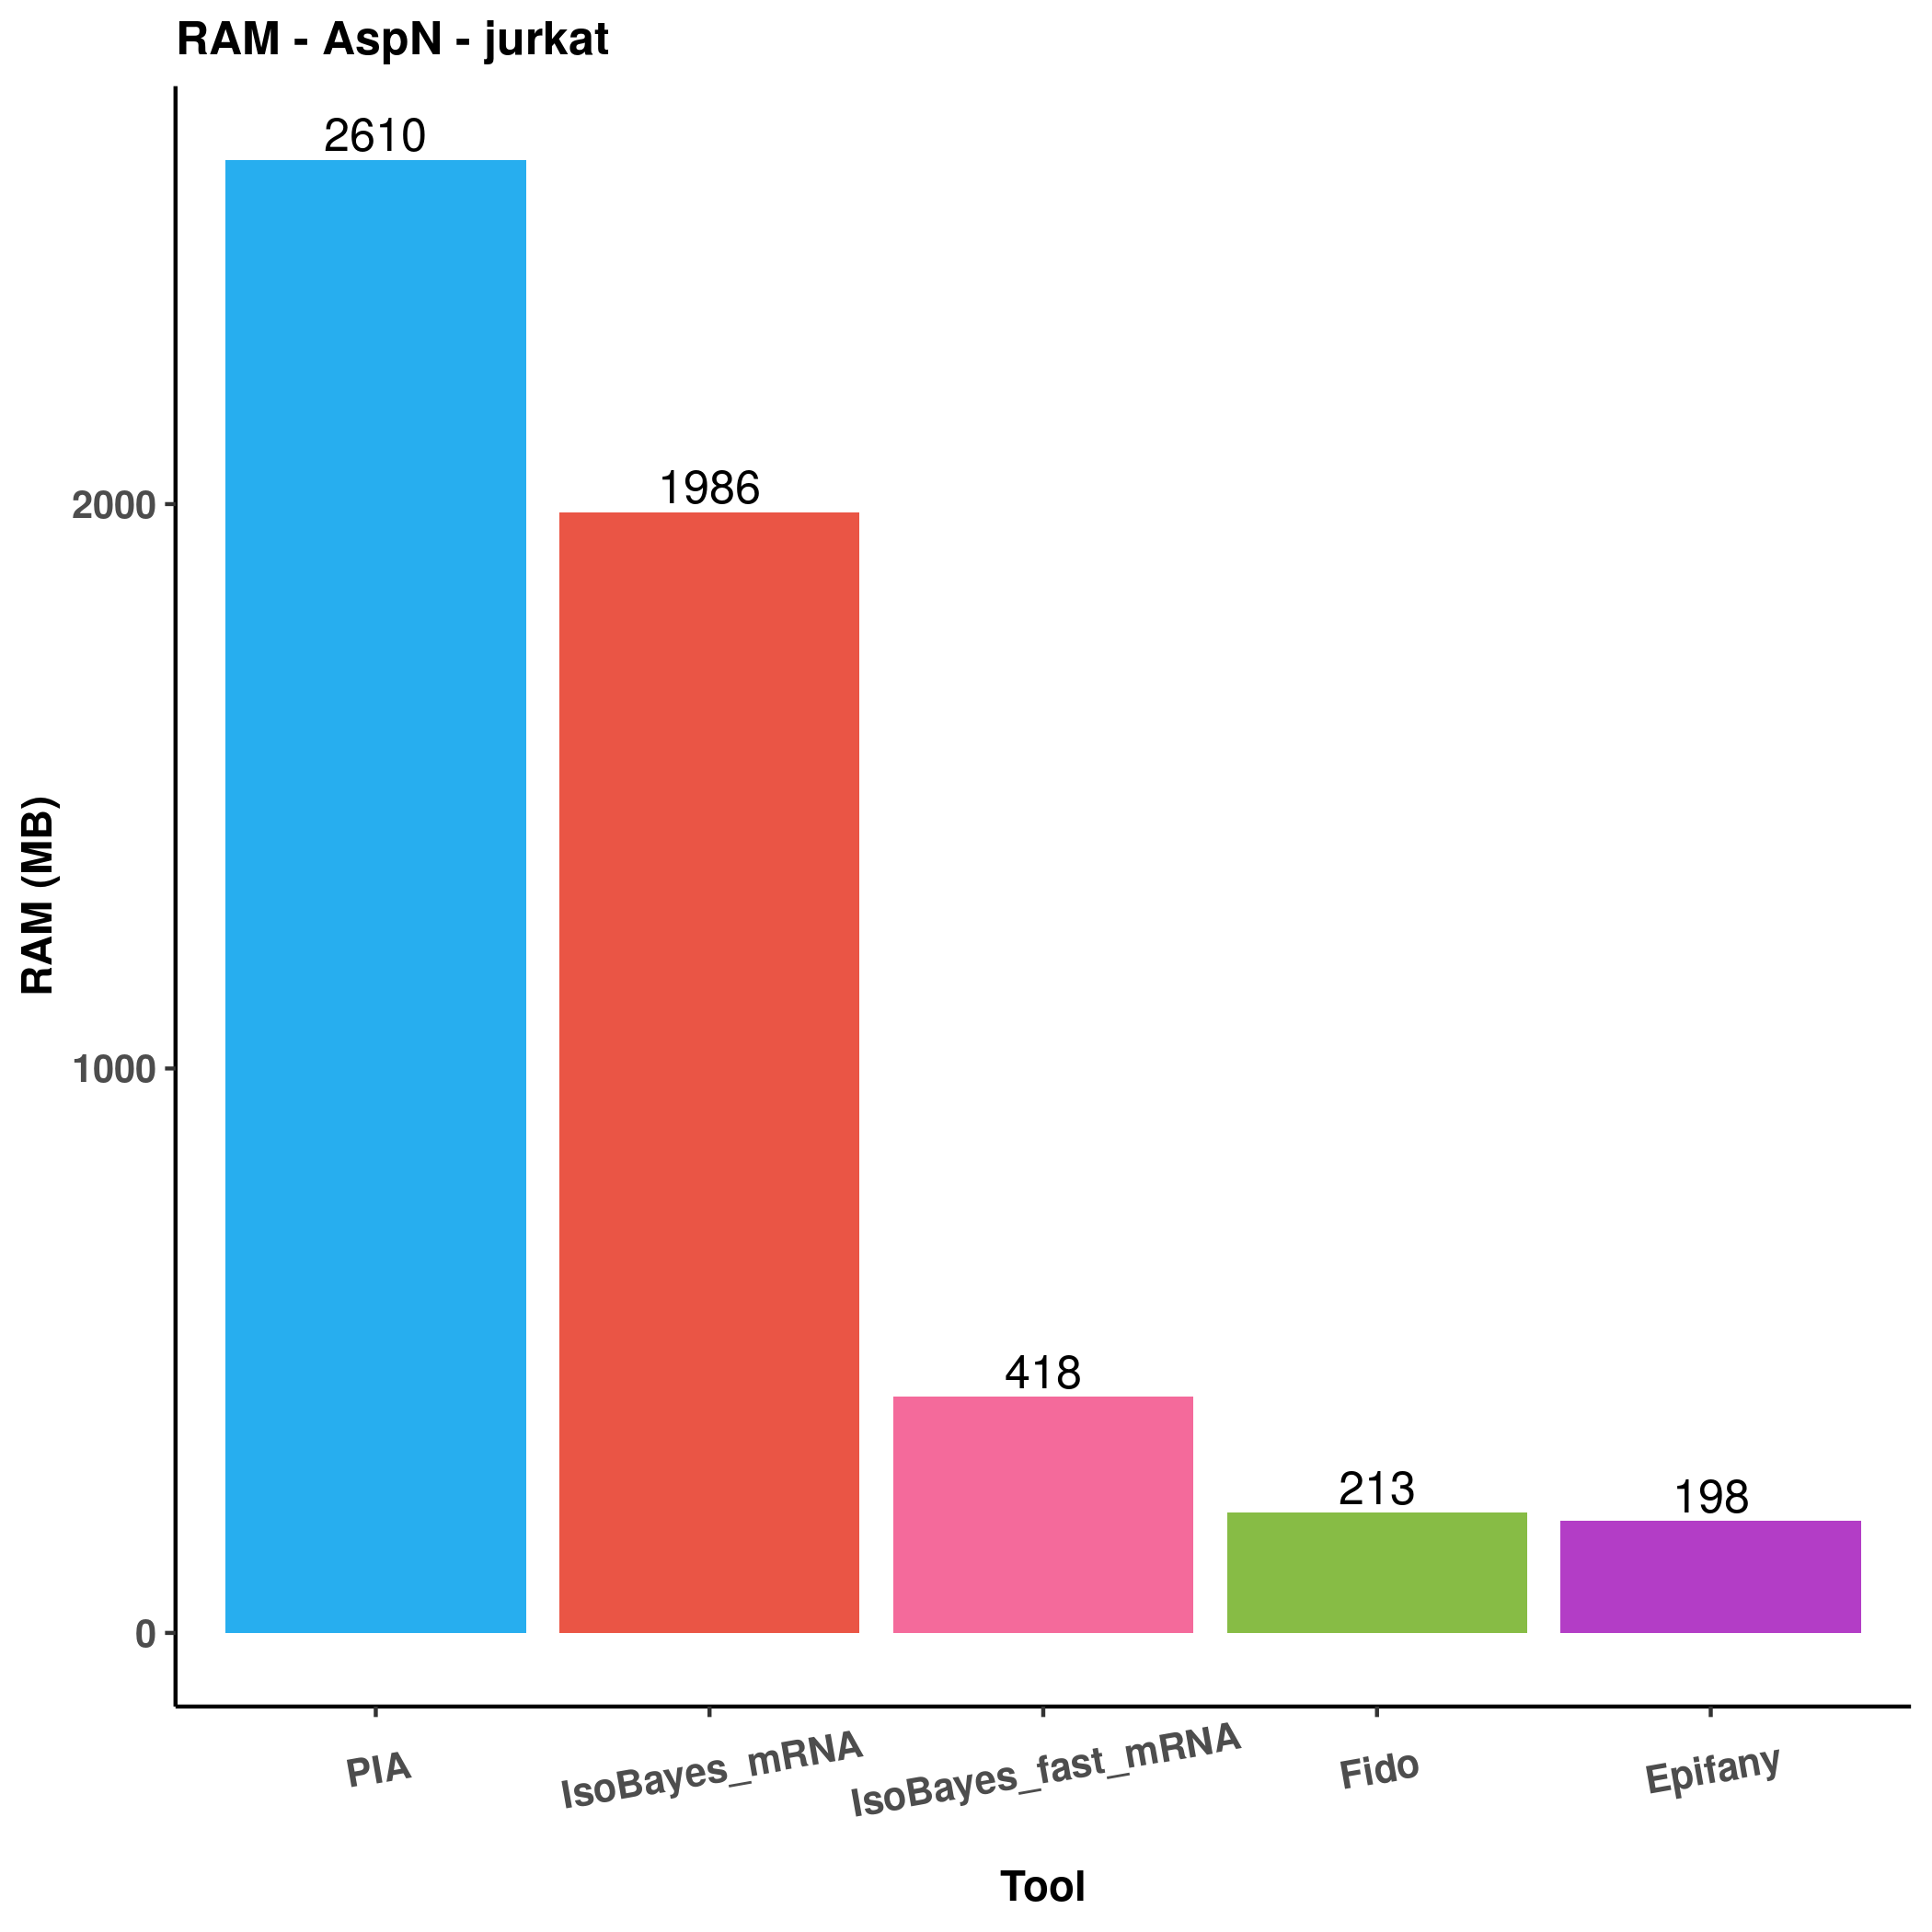 RAM - AspN - jurkat
2610
1986
418
213
198
2000
1000
0
RAM (MB)
PIA
IsoBayes_mRNA
IsoBayes_fast_mRNA
Fido
Epifany
Tool